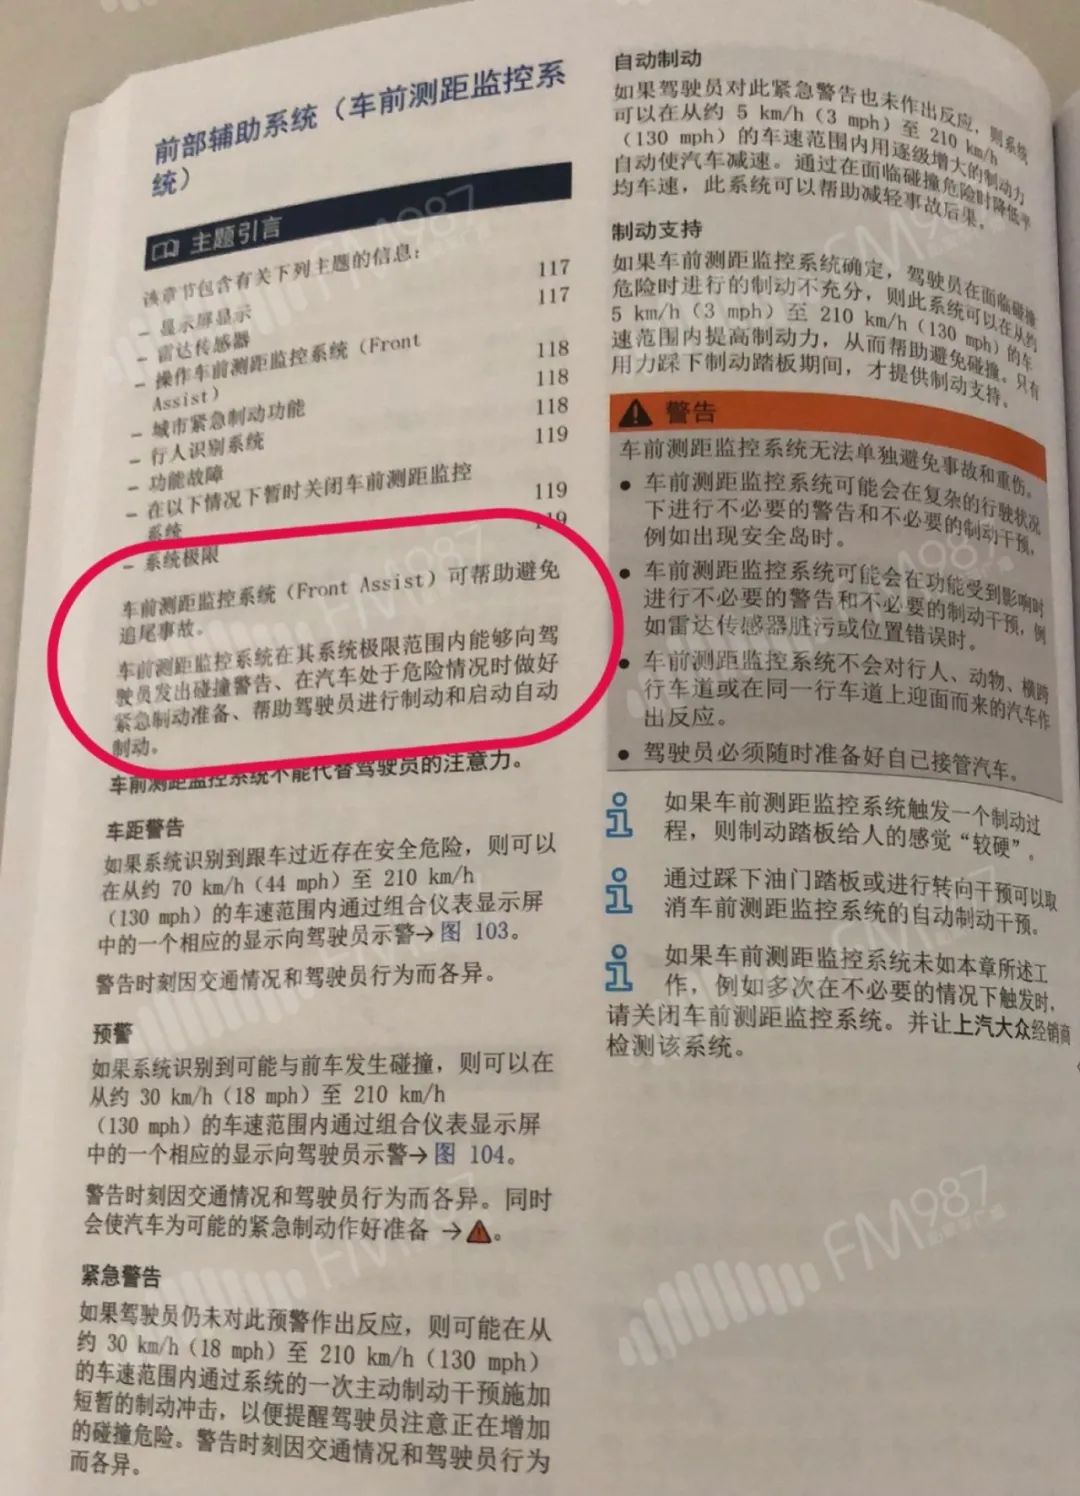 前部辅助系统（车前测距监控系
统）
主题引言
该章节包含有关下列主题的信息：
– 显示屏显示 117
– 雷达传感器 117
– 操作车前测距监控系统（Front
Assist） 118
– 城市紧急制动功能 118
– 行人识别系统 118
– 功能故障 119
– 在以下情况下暂时关闭车前测距监控
系统 119
– 系统极限 119
车前测距监控系统（Front Assist）可帮助避免
追尾事故。
车前测距监控系统在其系统极限范围内能够向驾
驶员发出碰撞警告、在汽车处于危险情况时做好
紧急制动准备、帮助驾驶员进行制动和启动自动
制动。
车前测距监控系统不能代替驾驶员的注意力。
车距警告
如果系统识别到跟车过近存在安全危险，则可以
在从约 70 km/h（44 mph）至 210 km/h
（130 mph）的车速范围内通过组合仪表显示屏
中的一个相应的显示向驾驶员示警→图 103。
警告时刻因交通情况和驾驶员行为而各异。
预警
如果系统识别到可能与前车发生碰撞，则可以在
从约 30 km/h（18 mph）至 210 km/h
（130 mph）的车速范围内通过组合仪表显示屏
中的一个相应的显示向驾驶员示警→图 104。
警告时刻因交通情况和驾驶员行为而各异。同时
会使汽车为可能的紧急制动作好准备 →⚠。
紧急警告
如果驾驶员仍未对此预警作出反应，则可能在从
约 30 km/h（18 mph）至 210 km/h（130 mph）
的车速范围内通过系统的一次主动制动干预施加
短暂的制动冲击，以便提醒驾驶员注意正在增加
的碰撞危险。警告时刻因交通情况和驾驶员行为
而各异。
自动制动
如果驾驶员对此紧急警告也未作出反应，则系统
可以在从约 5 km/h（3 mph）至 210 km/h
（130 mph）的车速范围内用逐级增大的制动力
自动使汽车减速。通过在面临碰撞危险时降低平
均车速，此系统可以帮助减轻事故后果。
制动支持
如果车前测距监控系统确定，驾驶员在面临碰撞
危险时进行的制动不充分，则此系统可以在从约
5 km/h（3 mph）至 210 km/h（130 mph）的车
速范围内提高制动力，从而帮助避免碰撞。只有
用力踩下制动踏板期间，才提供制动支持。
警告
车前测距监控系统无法单独避免事故和重伤。
● 车前测距监控系统可能会在复杂的行驶状况
下进行不必要的警告和不必要的制动干预，
例如出现安全岛时。
● 车前测距监控系统可能会在功能受到影响时
进行不必要的警告和不必要的制动干预，例
如雷达传感器脏污或位置错误时。
● 车前测距监控系统不会对行人、动物、横跨
行车道或在同一行车道上迎面而来的汽车作
出反应。
● 驾驶员必须随时准备好自己接管汽车。
如果车前测距监控系统触发一个制动过
程，则制动踏板给人的感觉“较硬”。
通过踩下油门踏板或进行转向干预可以取
消车前测距监控系统的自动制动干预。
如果车前测距监控系统未如本章所述工
作，例如多次在不必要的情况下触发时，
请关闭车前测距监控系统。并让上汽大众经销商
检测该系统。
FM987